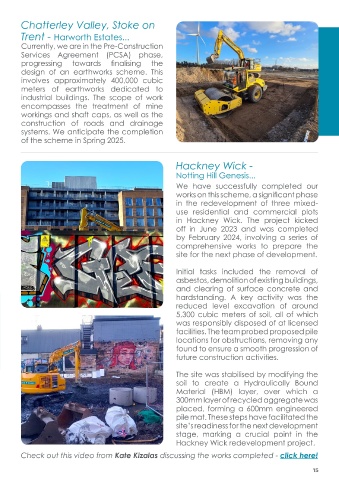 Chatterley Valley, Stoke on
Trent - Harworth Estates...
Currently, we are in the Pre-Construction
Services Agreement (PCSA) phase,
progressing towards finalising the
design of an earthworks scheme. This
involves approximately 400,000 cubic
meters of earthworks dedicated to
industrial buildings. The scope of work
encompasses the treatment of mine
workings and shaft caps, as well as the
construction of roads and drainage
systems. We anticipate the completion
of the scheme in Spring 2025.
Hackney Wick -
Notting Hill Genesis...
We have successfully completed our
works on this scheme, a significant phase
in the redevelopment of three mixed-
use residential and commercial plots
in Hackney Wick. The project kicked
off in June 2023 and was completed
by February 2024, involving a series of
comprehensive works to prepare the
site for the next phase of development.
Initial tasks included the removal of
asbestos, demolition of existing buildings,
and clearing of surface concrete and
hardstanding. A key activity was the
reduced level excavation of around
5,300 cubic meters of soil, all of which
was responsibly disposed of at licensed
facilities. The team probed proposed pile
locations for obstructions, removing any
found to ensure a smooth progression of
future construction activities.
The site was stabilised by modifying the
soil to create a Hydraulically Bound
Material (HBM) layer, over which a
300mm layer of recycled aggregate was
placed, forming a 600mm engineered
pile mat. These steps have facilitated the
site's readiness for the next development
stage, marking a crucial point in the
Hackney Wick redevelopment project.
Check out this video from Kate Kizalas discussing the works completed - click here!
15